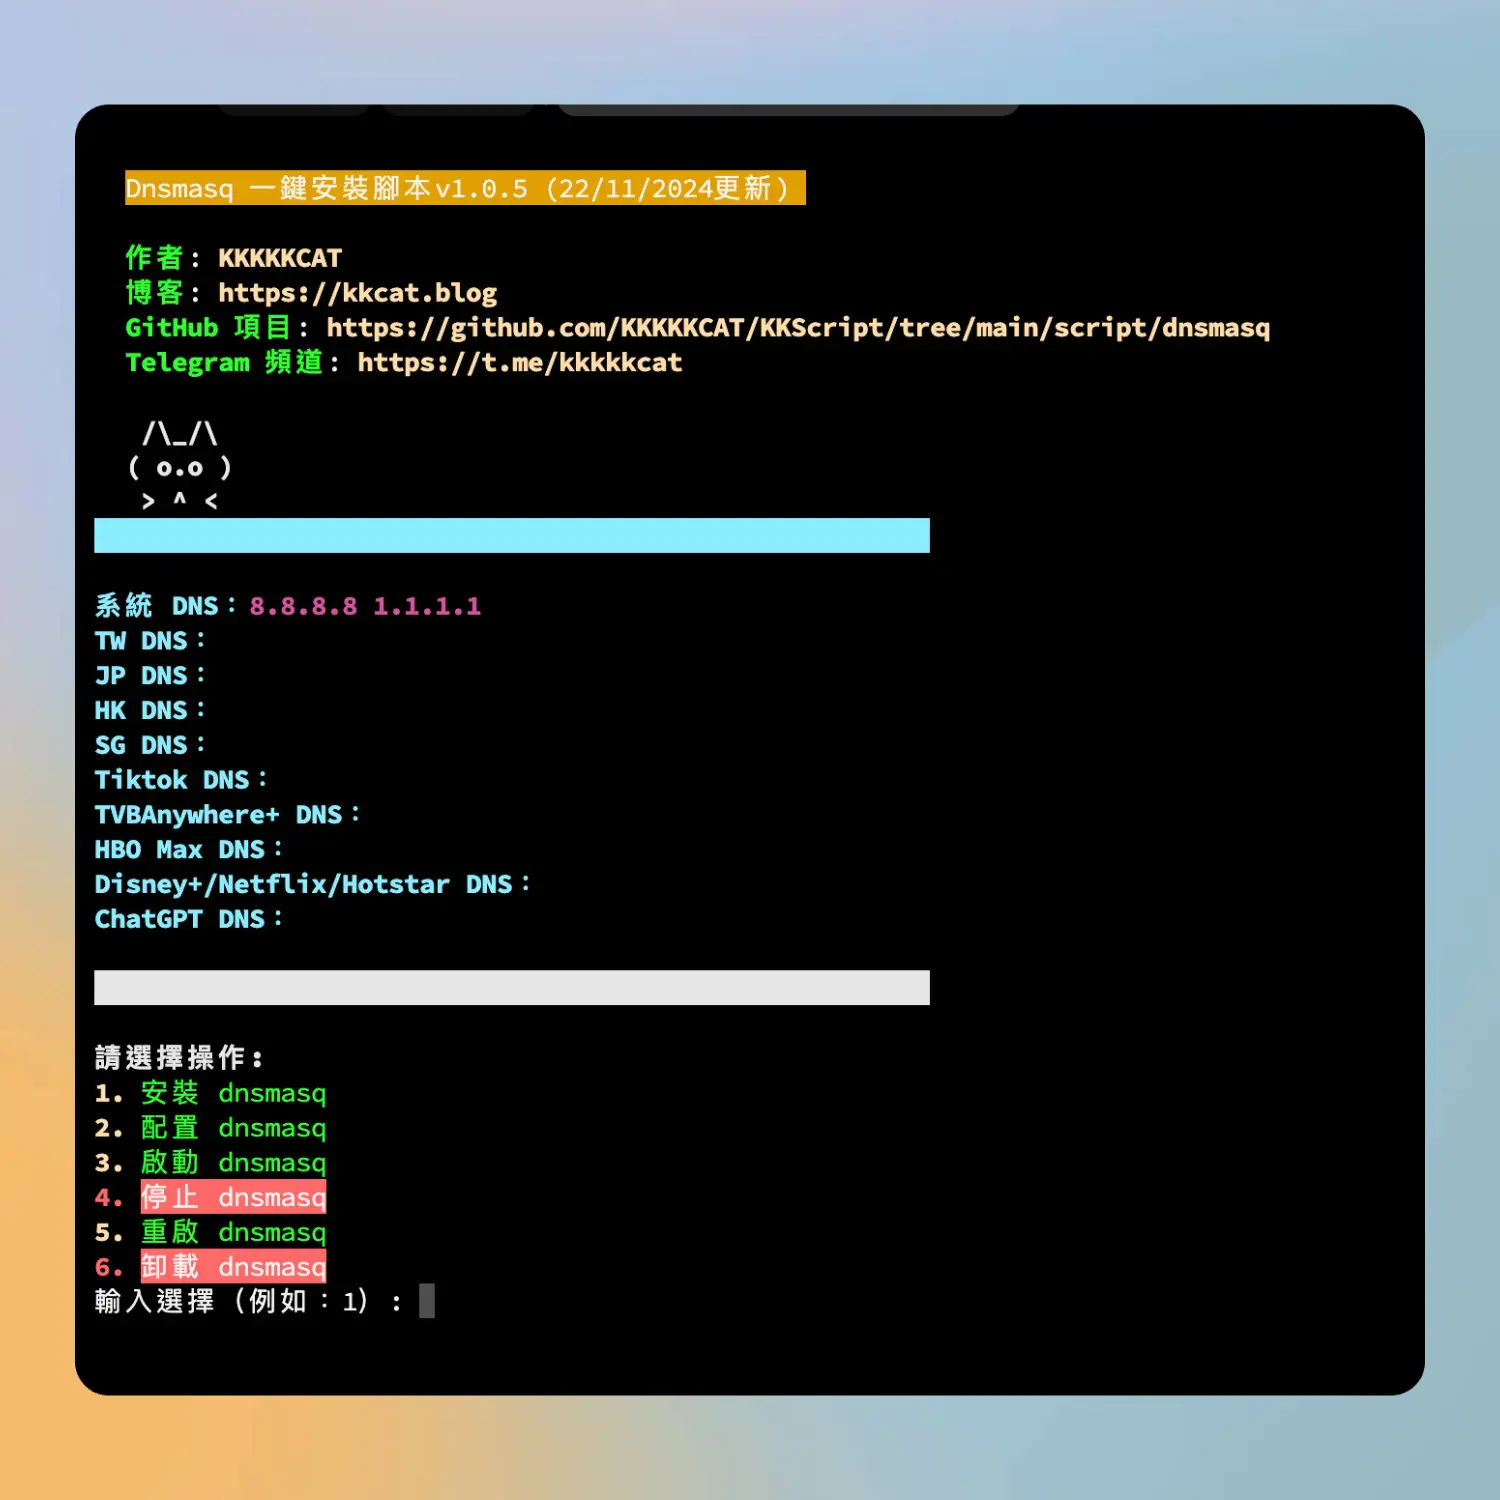 Dnsmasq 一鍵安裝腳本v1.0.5 (22/11/2024更新)
作者: KKKKKCAT
博客: https://kkcat.blog
GitHub 項目: https://github.com/KKKKKCAT/KKScript/tree/main/script/dnsmasq
Telegram 頻道: https://t.me/kkkkkcat
/\_/\
( o.o )
> ^ <
系統 DNS：8.8.8.8 1.1.1.1
TW DNS：
JP DNS：
HK DNS：
SG DNS：
Tiktok DNS：
TVBAnywhere+ DNS：
HBO Max DNS：
Disney+/Netflix/Hotstar DNS：
ChatGPT DNS：
請選擇操作:
1. 安裝 dnsmasq
2. 配置 dnsmasq
3. 啟動 dnsmasq
4. 停止 dnsmasq
5. 重啟 dnsmasq
6. 卸載 dnsmasq
輸入選擇（例如：1）: